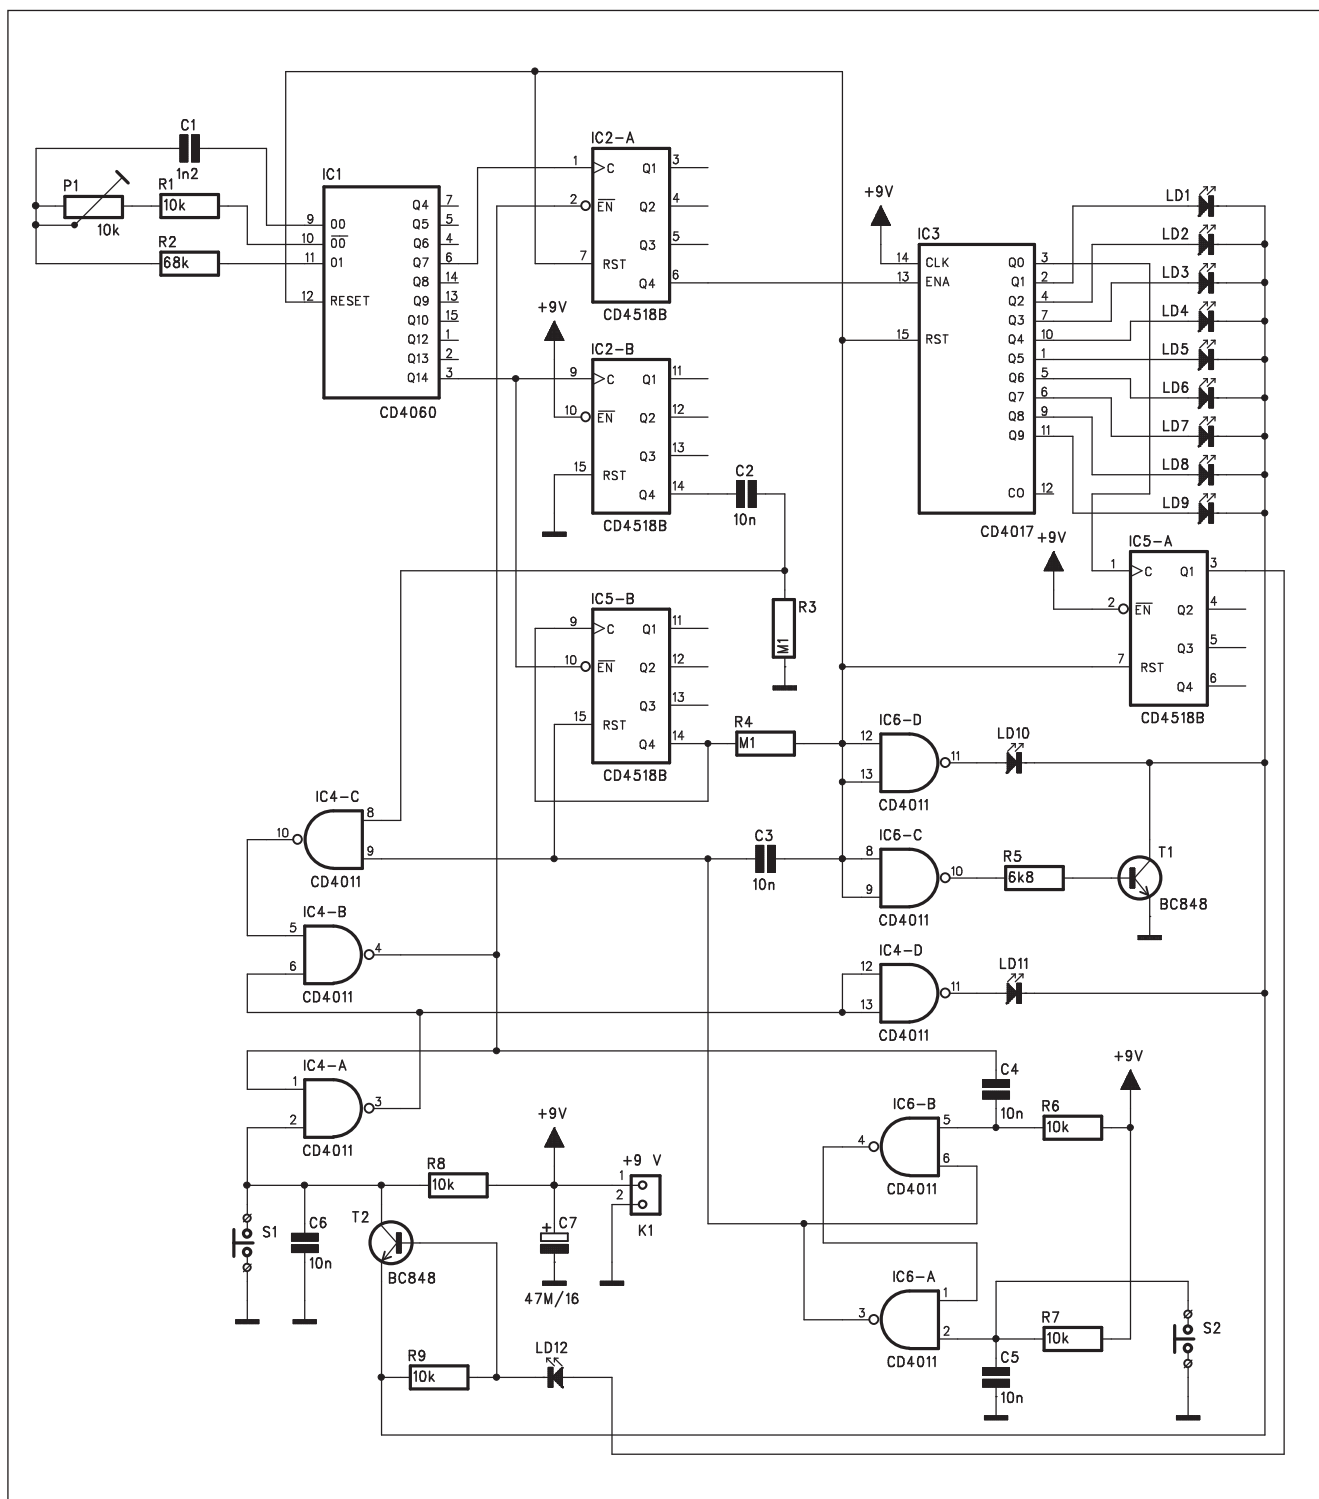 C1
1n2
P1
10k
R1
10k
R2
68k
IC1
9 OO
10 OO
11 O1
12 RESET
Q4 7
Q5 5
Q6 4
Q7 6
Q8 14
Q9 13
Q10 15
Q12 1
Q13 2
Q14 3
CD4060
IC2-A
1 C
2 EN
7 RST
Q1 3
Q2 4
Q3 5
Q4 6
CD4518B
+9V
IC2-B
9 C
10 EN
15 RST
Q1 11
Q2 12
Q3 13
Q4 14
CD4518B
C2
10n
+9V
IC3
14 CLK
13 ENA
15 RST
Q0 3
Q1 2
Q2 4
Q3 7
Q4 10
Q5 1
Q6 5
Q7 6
Q8 9
Q9 11
CO 12
CD4017
LD1
LD2
LD3
LD4
LD5
LD6
LD7
LD8
LD9
+9V
IC5-A
1 C
2 EN
7 RST
Q1 3
Q2 4
Q3 5
Q4 6
CD4518B
IC5-B
9 C
10 EN
15 RST
Q1 11
Q2 12
Q3 13
Q4 14
CD4518B
R3
M1
R4
M1
IC6-D
12
13
11
CD4011
LD10
IC4-C
8
9
10
CD4011
C3
10n
IC6-C
8
9
10
CD4011
R5
6k8
T1
BC848
IC4-B
5
6
4
CD4011
IC4-D
12
13
11
CD4011
LD11
IC4-A
1
2
3
CD4011
C4
10n
+9V
R6
10k
IC6-B
4
5
6
CD4011
+9V
R8
10k
+9 V
1
2
K1
S1
C6
10n
T2
BC848
+
C7
47M/16
IC6-A
3
1
2
CD4011
R7
10k
S2
C5
10n
R9
10k
LD12